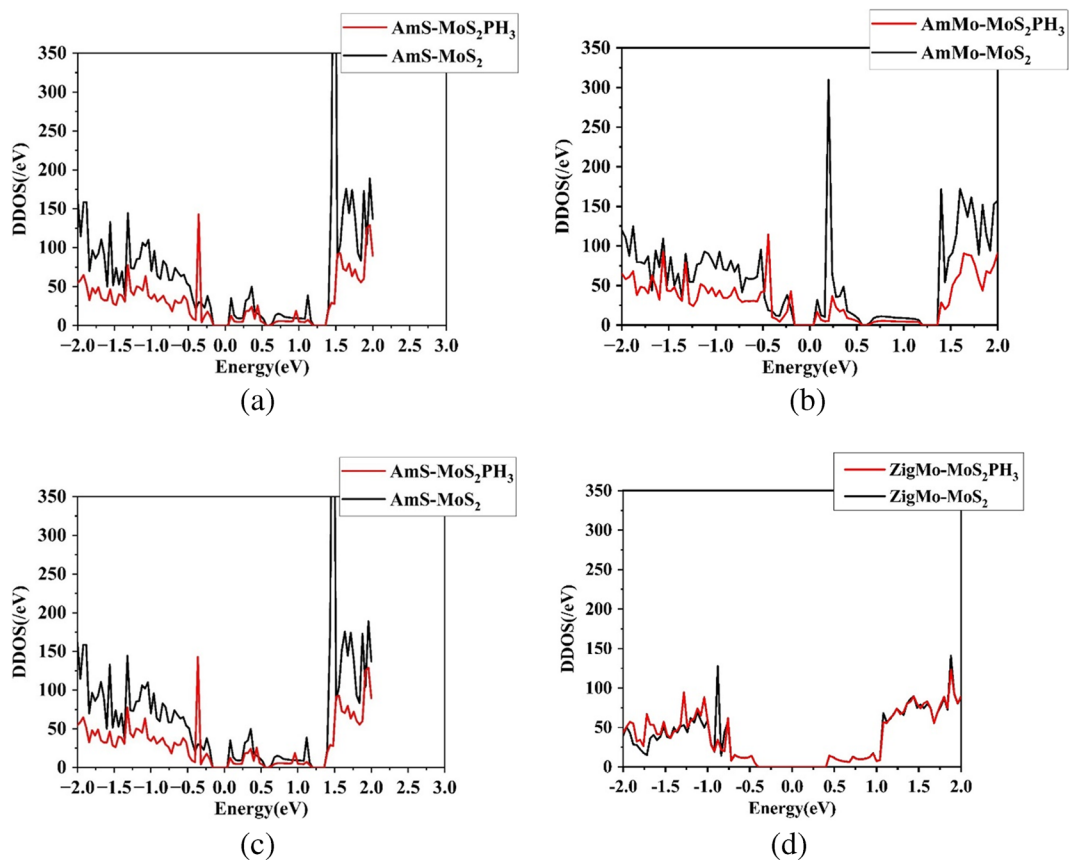 AmS-MoS₂PH₃
AmS-MoS₂
350
300
250
200
150
100
50
0
DDOS(/eV)
−2.0 −1.5 −1.0 −0.5 0.0 0.5 1.0 1.5 2.0 2.5 3.0
Energy(eV)
(a)
AmMo-MoS₂PH₃
AmMo-MoS₂
350
300
250
200
150
100
50
0
DDOS(/eV)
−2.0 −1.5 −1.0 −0.5 0.0 0.5 1.0 1.5 2.0
Energy(eV)
(b)
AmS-MoS₂PH₃
AmS-MoS₂
350
300
250
200
150
100
50
0
DDOS(/eV)
−2.0 −1.5 −1.0 −0.5 0.0 0.5 1.0 1.5 2.0 2.5 3.0
Energy(eV)
(c)
ZigMo-MoS₂PH₃
ZigMo-MoS₂
350
300
250
200
150
100
50
0
DDOS(/eV)
−2.0 −1.5 −1.0 −0.5 0.0 0.5 1.0 1.5 2.0
Energy(eV)
(d)